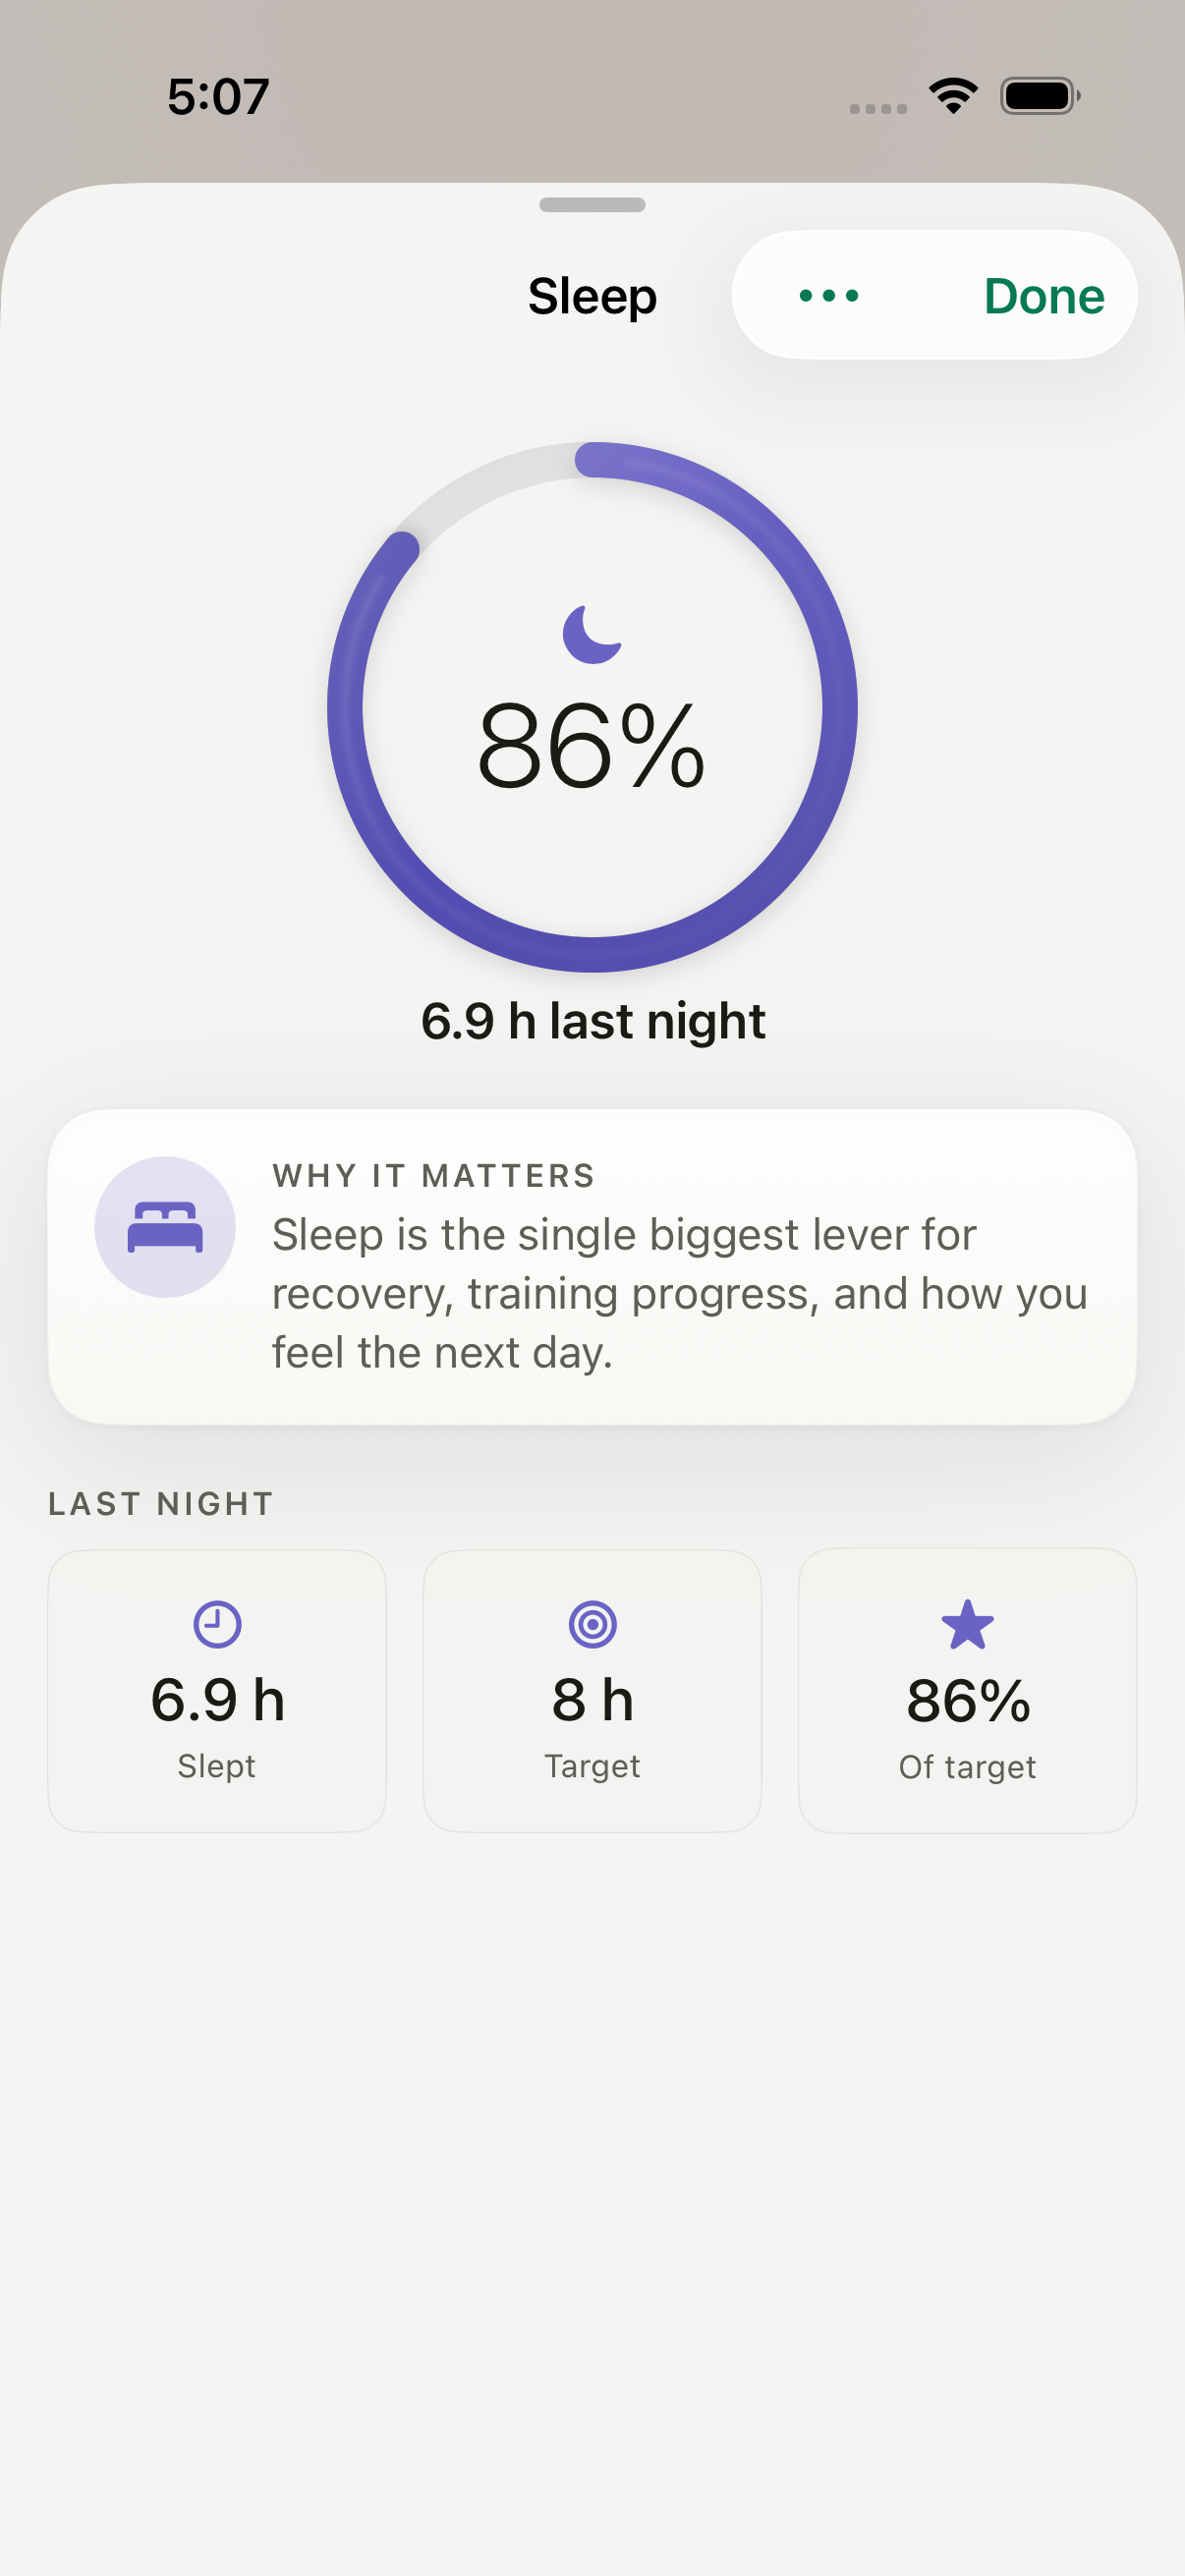 5:07
Sleep
Done
86%
6.9 h last night
WHY IT MATTERS
Sleep is the single biggest lever for
recovery, training progress, and how you
feel the next day.
LAST NIGHT
6.9 h
Slept
8 h
Target
86%
Of target